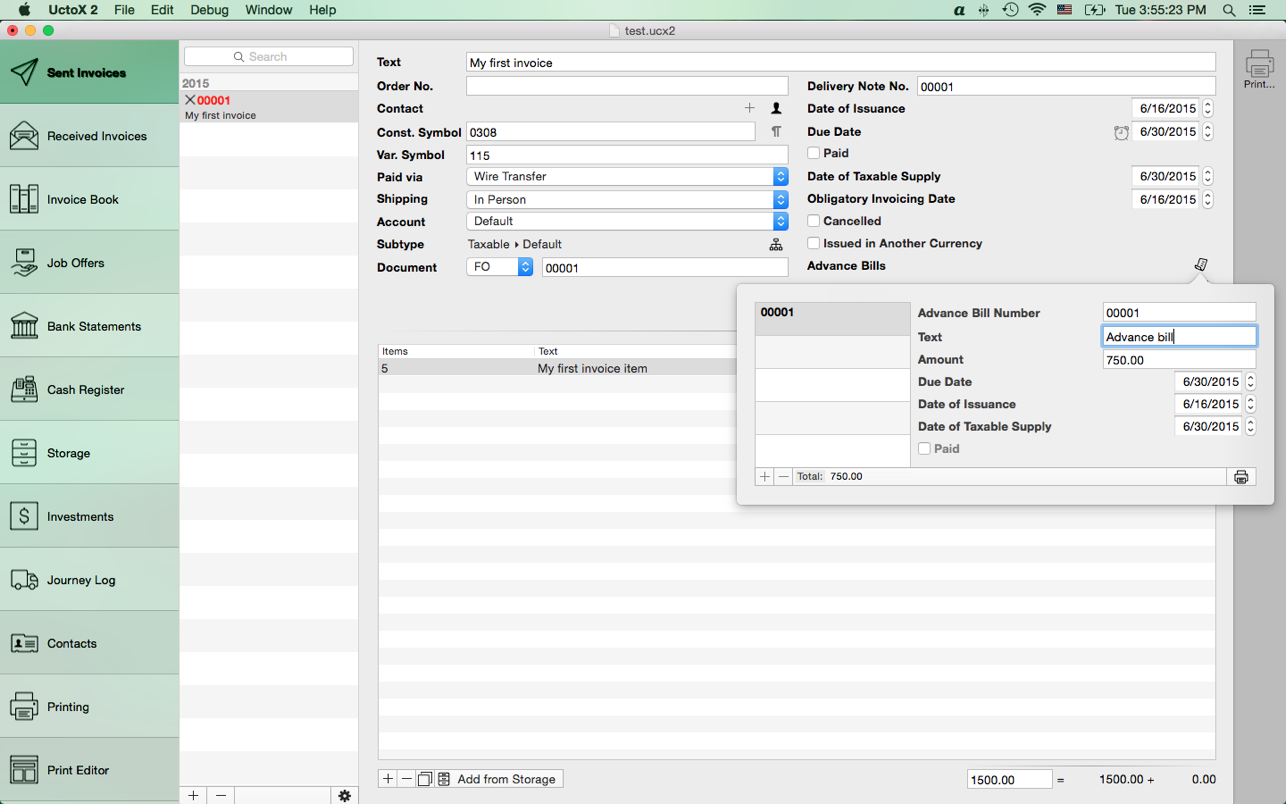 UctoX 2 File Edit Debug Window Help Tue 3:55:23 PM
test.ucx2
Sent Invoices
Received Invoices
Invoice Book
Job Offers
Bank Statements
Cash Register
Storage
Investments
Journey Log
Contacts
Printing
Print Editor
Search
2015
00001
My first invoice
Text My first invoice
Order No. Delivery Note No. 00001
Contact Date of Issuance 6/16/2015
Const. Symbol 0308 Due Date 6/30/2015
Var. Symbol 115 Paid
Paid via Wire Transfer Date of Taxable Supply 6/30/2015
Shipping In Person Obligatory Invoicing Date 6/16/2015
Account Default Cancelled
Subtype Taxable Default Issued in Another Currency
Document FO 00001 Advance Bills
Print...
Items Text
5 My first invoice item
00001
Advance Bill Number 00001
Text Advance bill
Amount 750.00
Due Date 6/30/2015
Date of Issuance 6/16/2015
Date of Taxable Supply 6/30/2015
Paid
Total: 750.00
Add from Storage 1500.00 = 1500.00 + 0.00